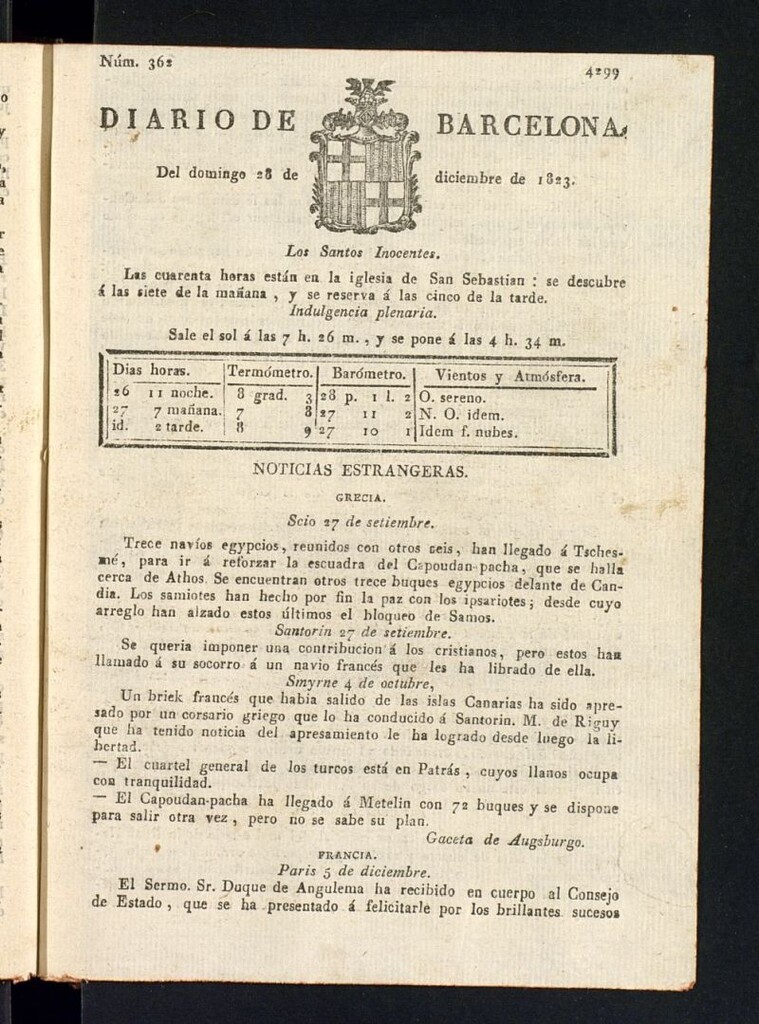 Núm. 362
4299
DIARIO DE BARCELONA,
Del domingo 28 de diciembre de 1823.
Los Santos Inocentes.
Las cuarenta horas están en la iglesia de San Sebastian : se descubre
á las siete de la mañana , y se reserva á las cinco de la tarde.
Indulgencia plenaria.
Sale el sol á las 7 h. 26 m. , y se pone á las 4 h. 34 m.
Dias horas. Termómetro. Barómetro. Vientos y Atmósfera.
26 11 noche. 8 grad. 3 28 p. 1 l. 2 O. sereno.
27 7 mañana. 7 8 27 11 2 N. O. idem.
id. 2 tarde. 8 9 27 10 1 Idem f. nubes.
NOTICIAS ESTRANGERAS.
GRECIA.
Scio 27 de setiembre.
Trece navíos egypcios, reunidos con otros seis, han llegado á Tsches-
mé, para ir á reforzar la escuadra del Capoudan-pacha, que se halla
cerca de Athos. Se encuentran otros trece buques egypcios delante de Can-
dia. Los samiotes han hecho por fin la paz con los ipsariotes; desde cuyo
arreglo han alzado estos últimos el bloqueo de Samos.
Santorin 27 de setiembre.
Se queria imponer una contribucion á los cristianos, pero estos han
llamado á su socorro á un navio francés que les ha librado de ella.
Smyrne 4 de octubre,
Un briek francés que habia salido de las islas Canarias ha sido apre-
sado por un corsario griego que lo ha conducido á Santorin. M. de Riguy
que ha tenido noticia del apresamiento le ha logrado desde luego la li-
bertad.
— El cuartel general de los turcos está en Patrás , cuyos llanos ocupa
con tranquilidad.
— El Capoudan-pacha ha llegado á Metelin con 72 buques y se dispone
para salir otra vez , pero no se sabe su plan.
Gaceta de Augsburgo.
FRANCIA.
Paris 5 de diciembre.
El Sermo. Sr. Duque de Angulema ha recibido en cuerpo al Consejo
de Estado , que se ha presentado á felicitarle por los brillantes sucesos